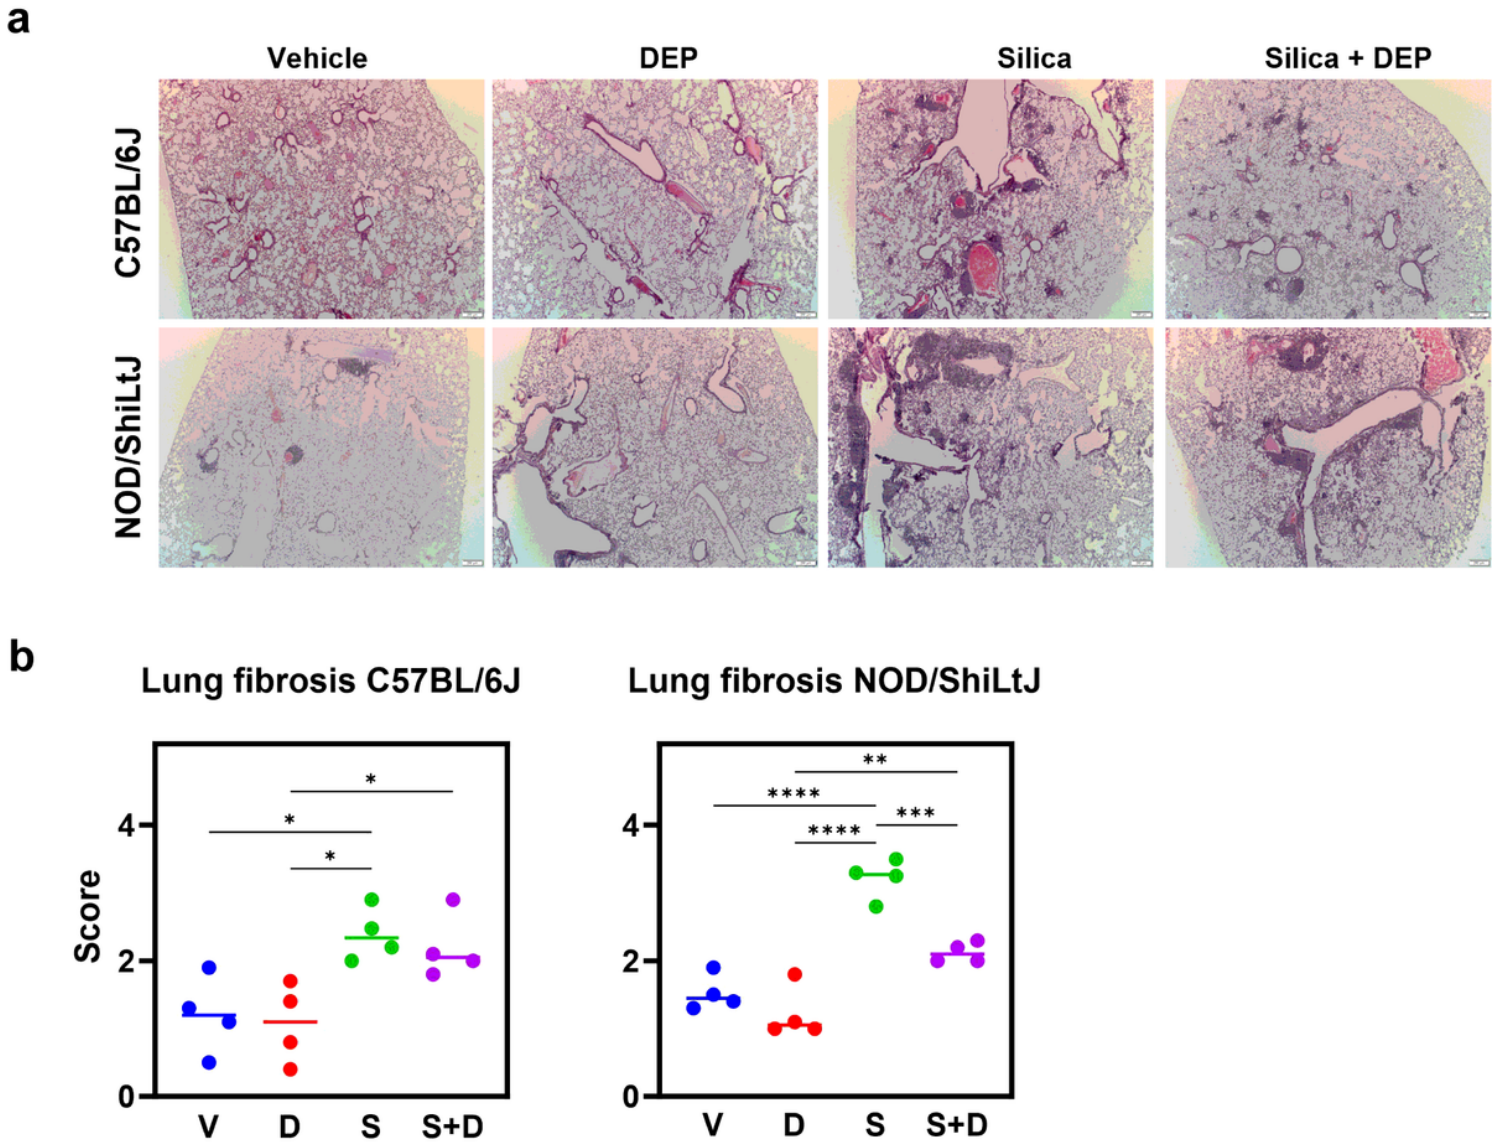 a
Vehicle DEP Silica Silica + DEP
C57BL/6J
NOD/ShiLtJ
b
Lung fibrosis C57BL/6J Lung fibrosis NOD/ShiLtJ
Score
*
*
*
4
2
0
V D S S+D
**
****
***
****
4
2
0
V D S S+D